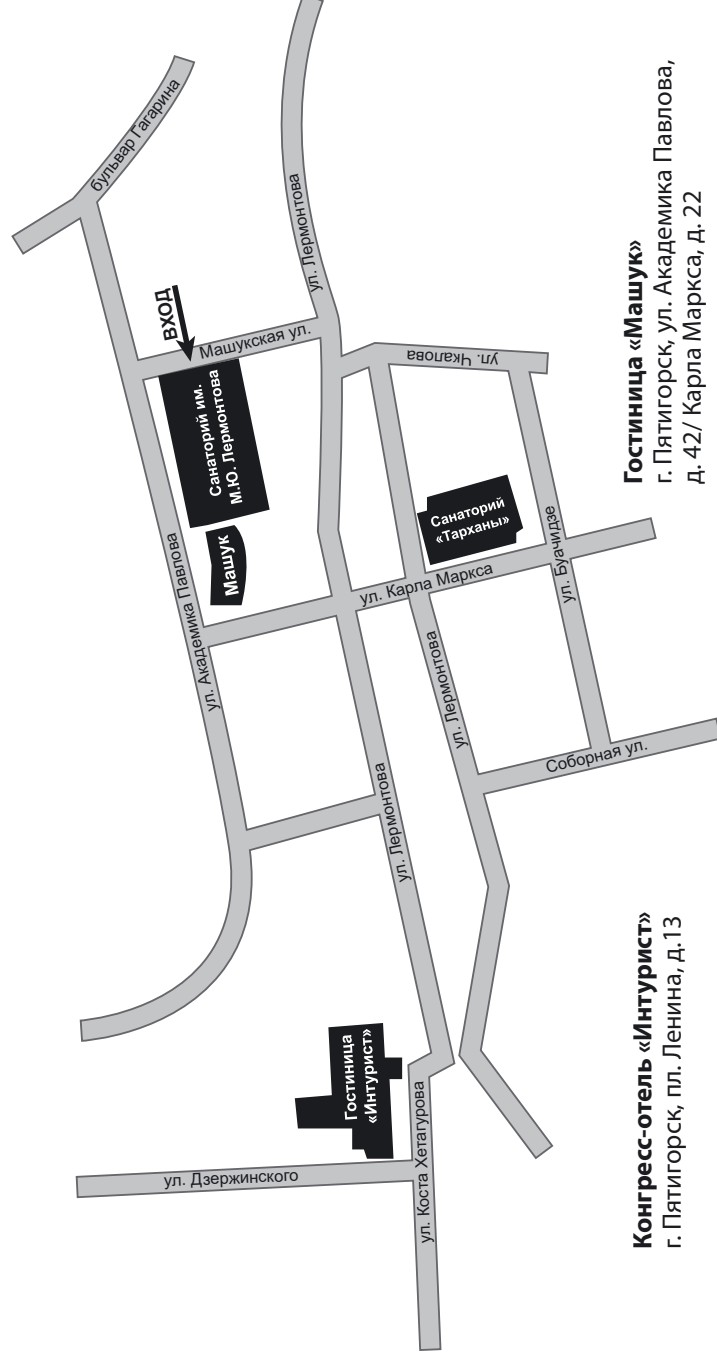 бульвар Гагарина
ул. Лермонтова
ВХОД
Машукская ул.
Санаторий им.
М.Ю. Лермонтова
Машук
ул. Академика Павлова
ул. Чкалова
Санаторий
«Тарханы»
ул. Карла Маркса
ул. Буачидзе
ул. Лермонтова
ул. Лермонтова
Соборная ул.
Гостиница
«Интурист»
ул. Дзержинского
ул. Коста Хетагурова
Конгресс-отель «Интурист»
г. Пятигорск, пл. Ленина, д.13
Гостиница «Машук»
г. Пятигорск, ул. Академика Павлова,
д. 42/ Карла Маркса, д. 22